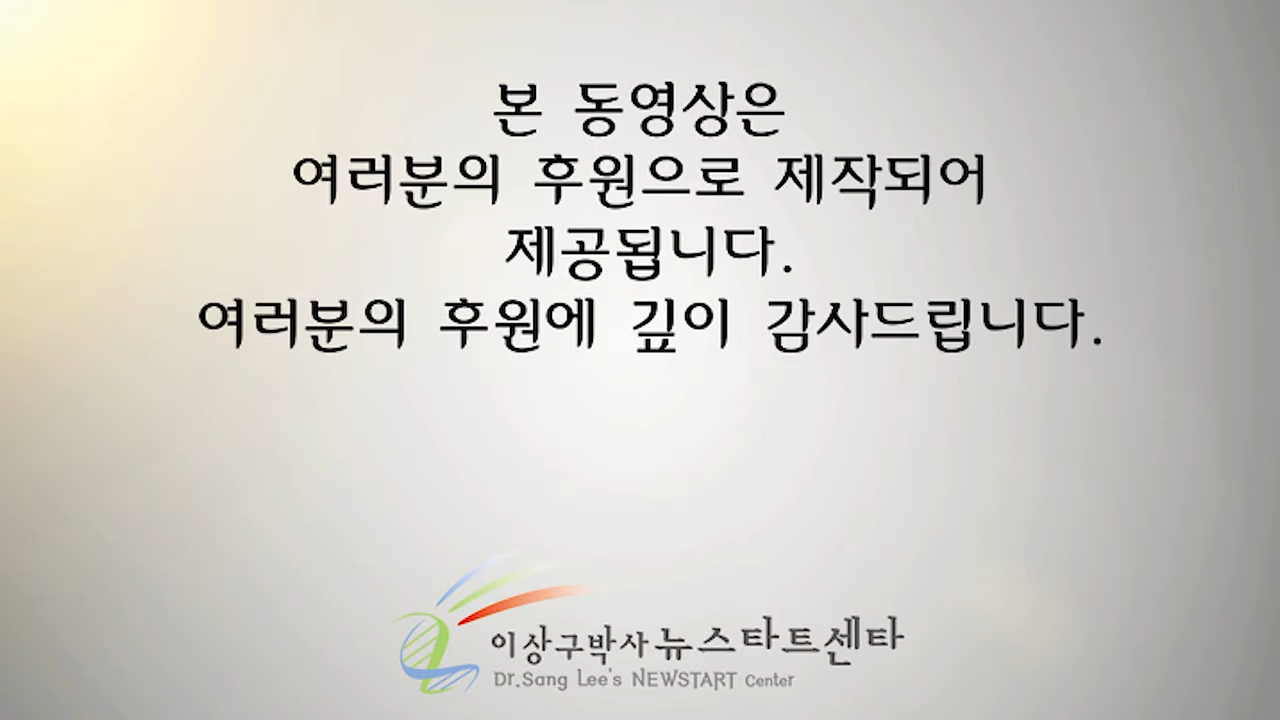 본 동영상은
여러분의 후원으로 제작되어
제공됩니다.
여러분의 후원에 깊이 감사드립니다.
이상구박사 뉴스타트센타
Dr.Sang Lee's NEWSTART Center